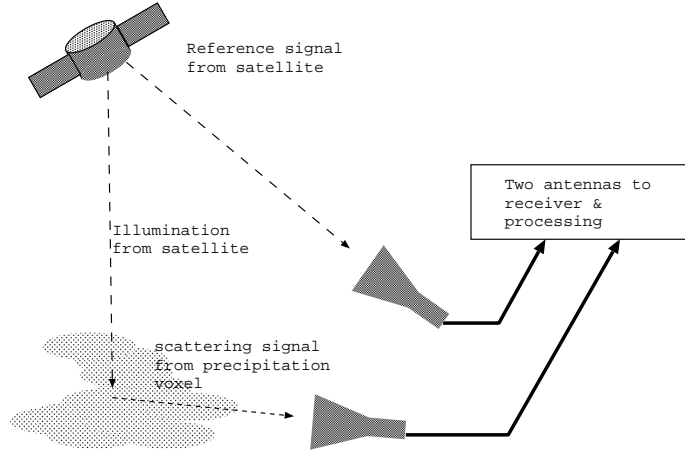 Reference signal
from satellite
Two antennas to
receiver &
processing
Illumination
from satellite
scattering signal
from precipitation
voxel